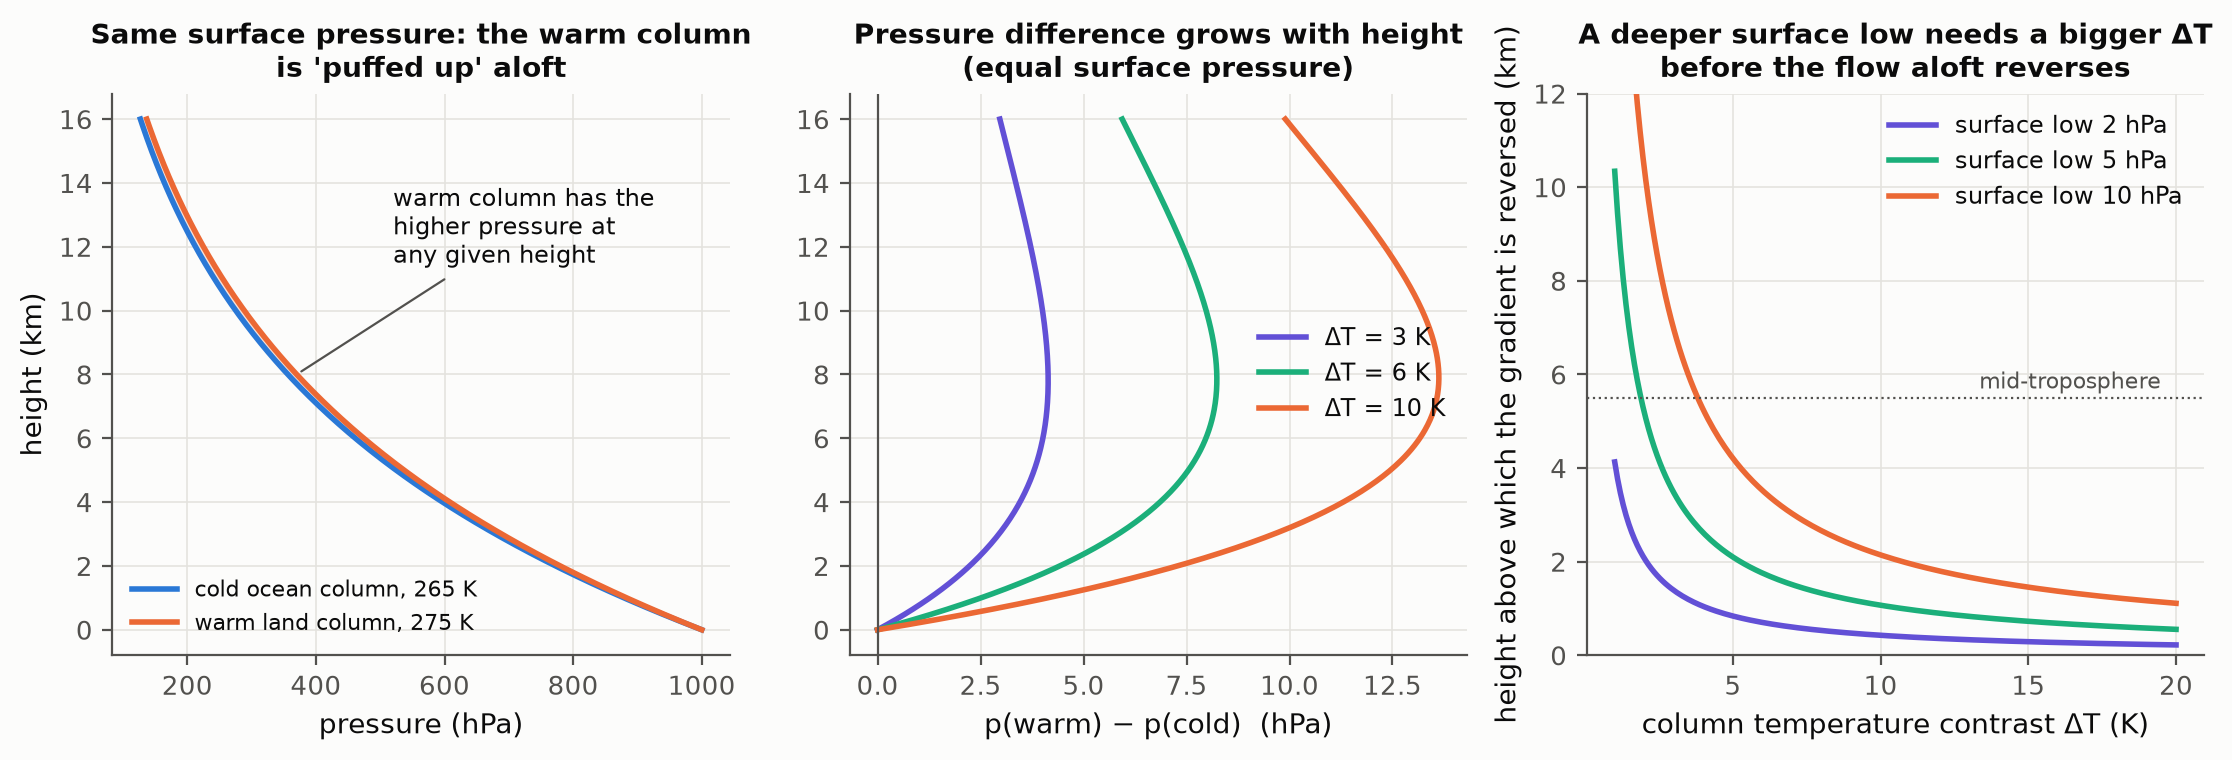 Same surface pressure: the warm column
is 'puffed up' aloft
height (km)
16
14
12
10
8
6
4
2
0
warm column has the
higher pressure at
any given height
cold ocean column, 265 K
warm land column, 275 K
200
400
600
800
1000
pressure (hPa)
Pressure difference grows with height
(equal surface pressure)
16
14
12
10
8
6
4
2
0
ΔT = 3 K
ΔT = 6 K
ΔT = 10 K
0.0
2.5
5.0
7.5
10.0
12.5
p(warm) − p(cold) (hPa)
A deeper surface low needs a bigger ΔT
before the flow aloft reverses
height above which the gradient is reversed (km)
12
10
8
6
4
2
0
surface low 2 hPa
surface low 5 hPa
surface low 10 hPa
mid-troposphere
5
10
15
20
column temperature contrast ΔT (K)